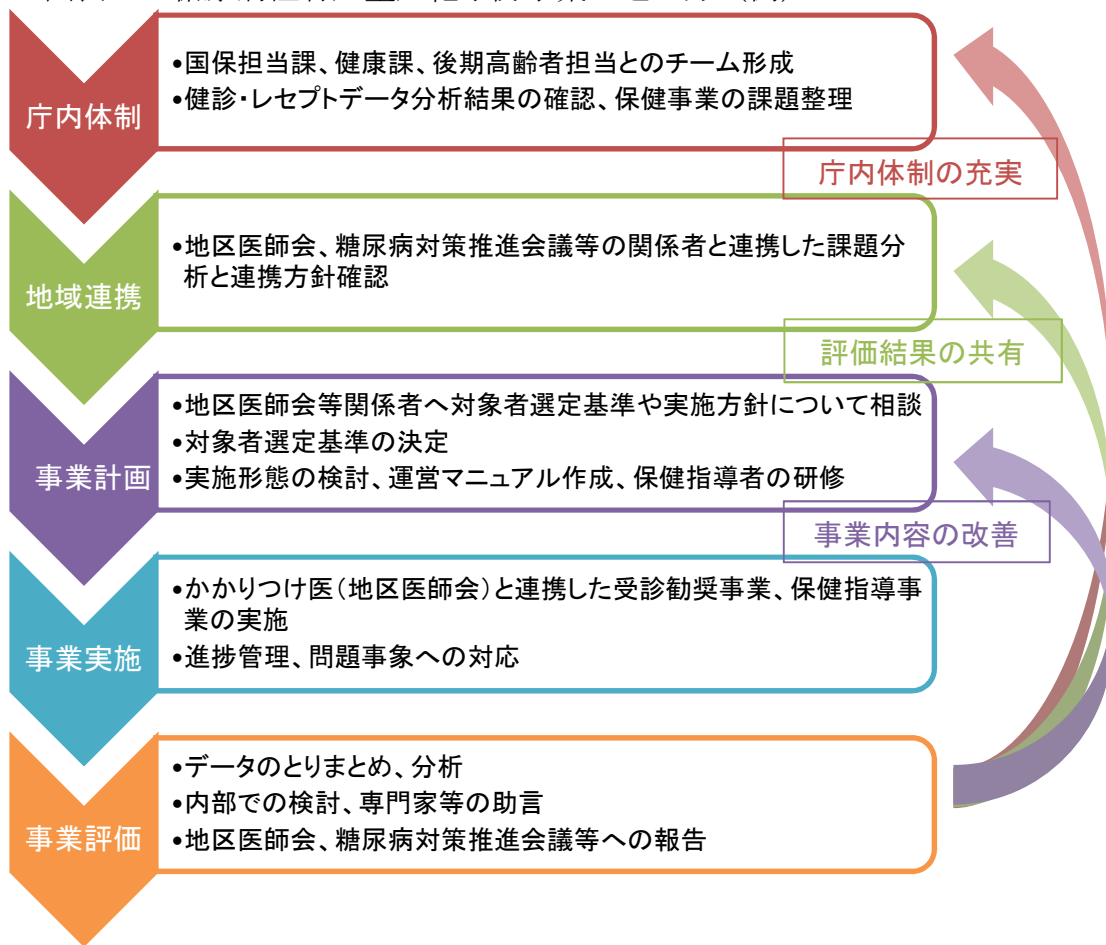 庁内体制
•国保担当課、健康課、後期高齢者担当とのチーム形成
•健診・レセプトデータ分析結果の確認、保健事業の課題整理
庁内体制の充実
地域連携
•地区医師会、糖尿病対策推進会議等の関係者と連携した課題分
析と連携方針確認
評価結果の共有
事業計画
•地区医師会等関係者へ対象者選定基準や実施方針について相談
•対象者選定基準の決定
•実施形態の検討、運営マニュアル作成、保健指導者の研修
事業内容の改善
事業実施
•かかりつけ医（地区医師会）と連携した受診勧奨事業、保健指導事
業の実施
•進捗管理、問題事象への対応
事業評価
•データのとりまとめ、分析
•内部での検討、専門家等の助言
•地区医師会、糖尿病対策推進会議等への報告